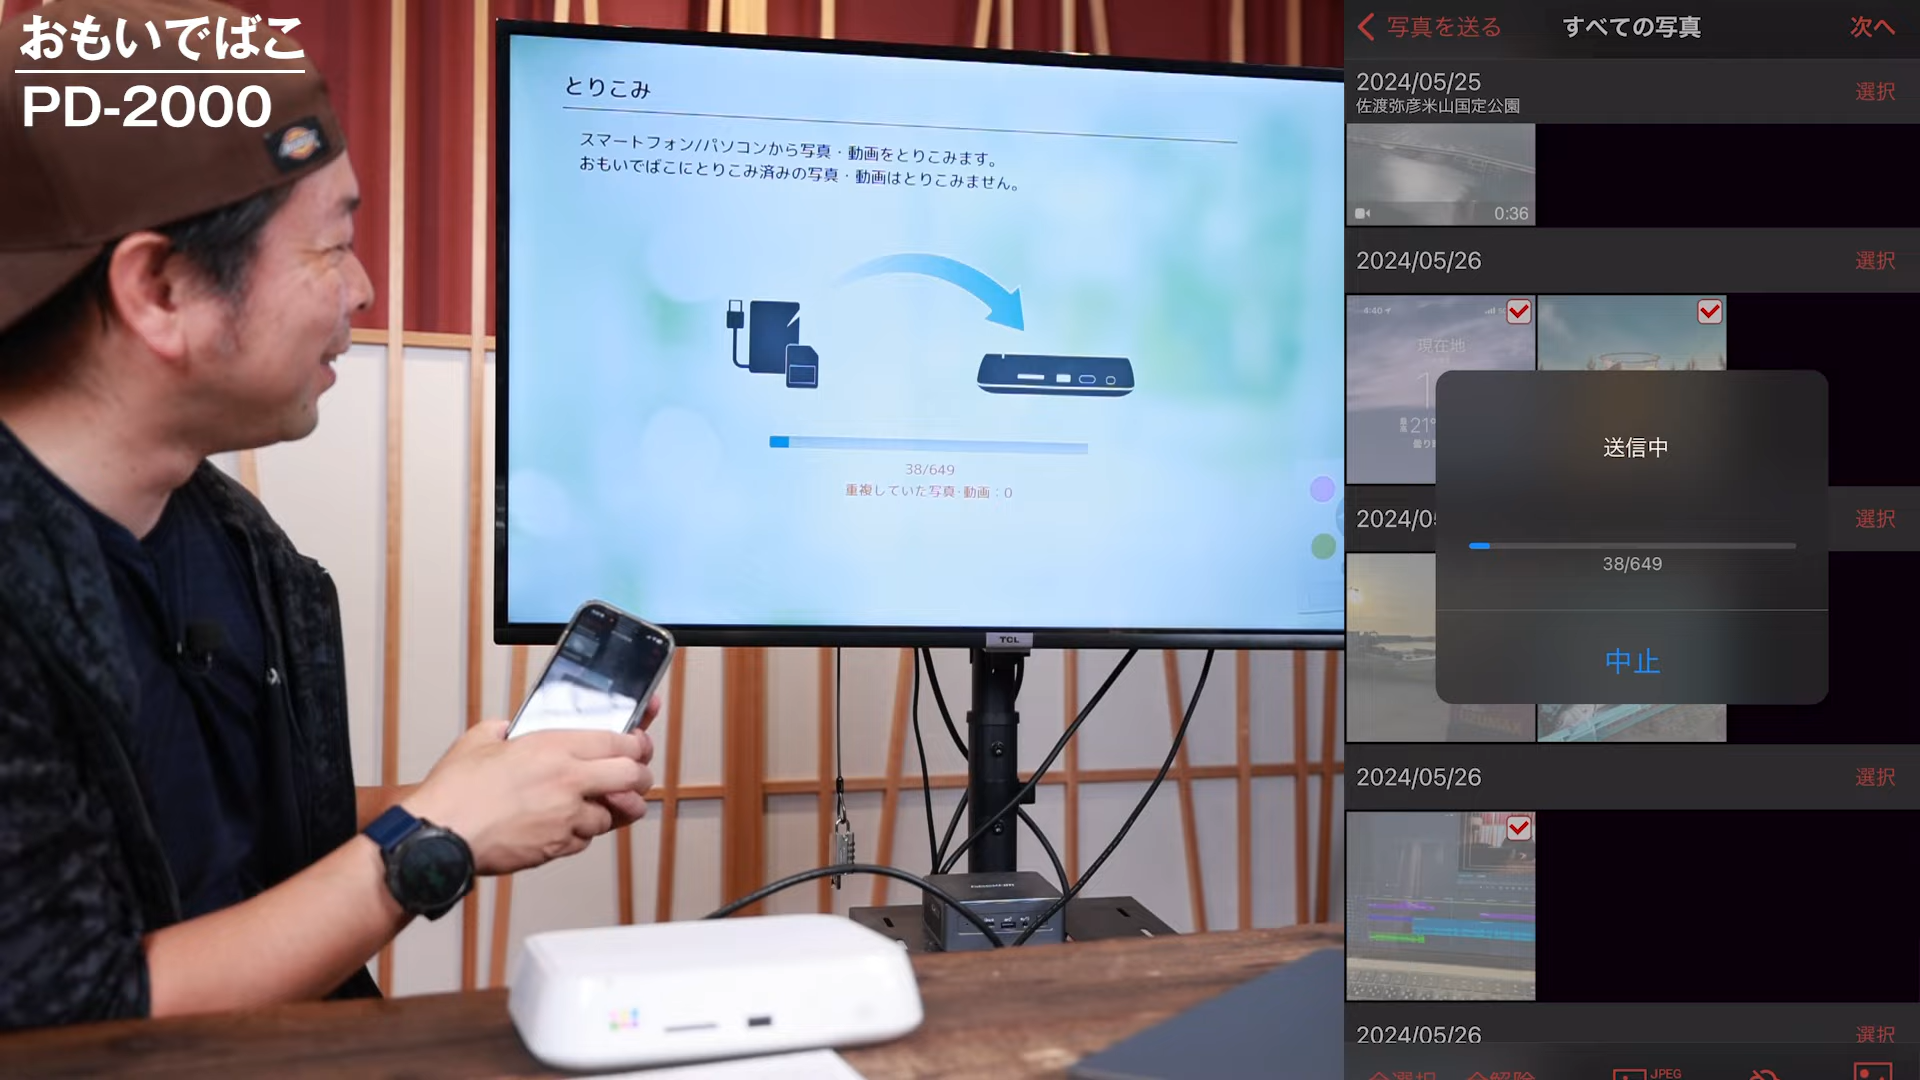 おもいでばこ
PD-2000
とりこみ
スマートフォン/パソコンから写真・動画をとりこみます。
おもいでばこにとりこみ済みの写真・動画はとりこみません。
38/649
重複していた写真・動画：0
TCL
写真を送る
すべての写真
次へ
2024/05/25
選択
佐渡弥彦米山国定公園
0:36
2024/05/26
選択
4:40
現在地
送信中
2024/0
選択
38/649
中止
2024/05/26
選択
2024/05/26
選択
JPEG